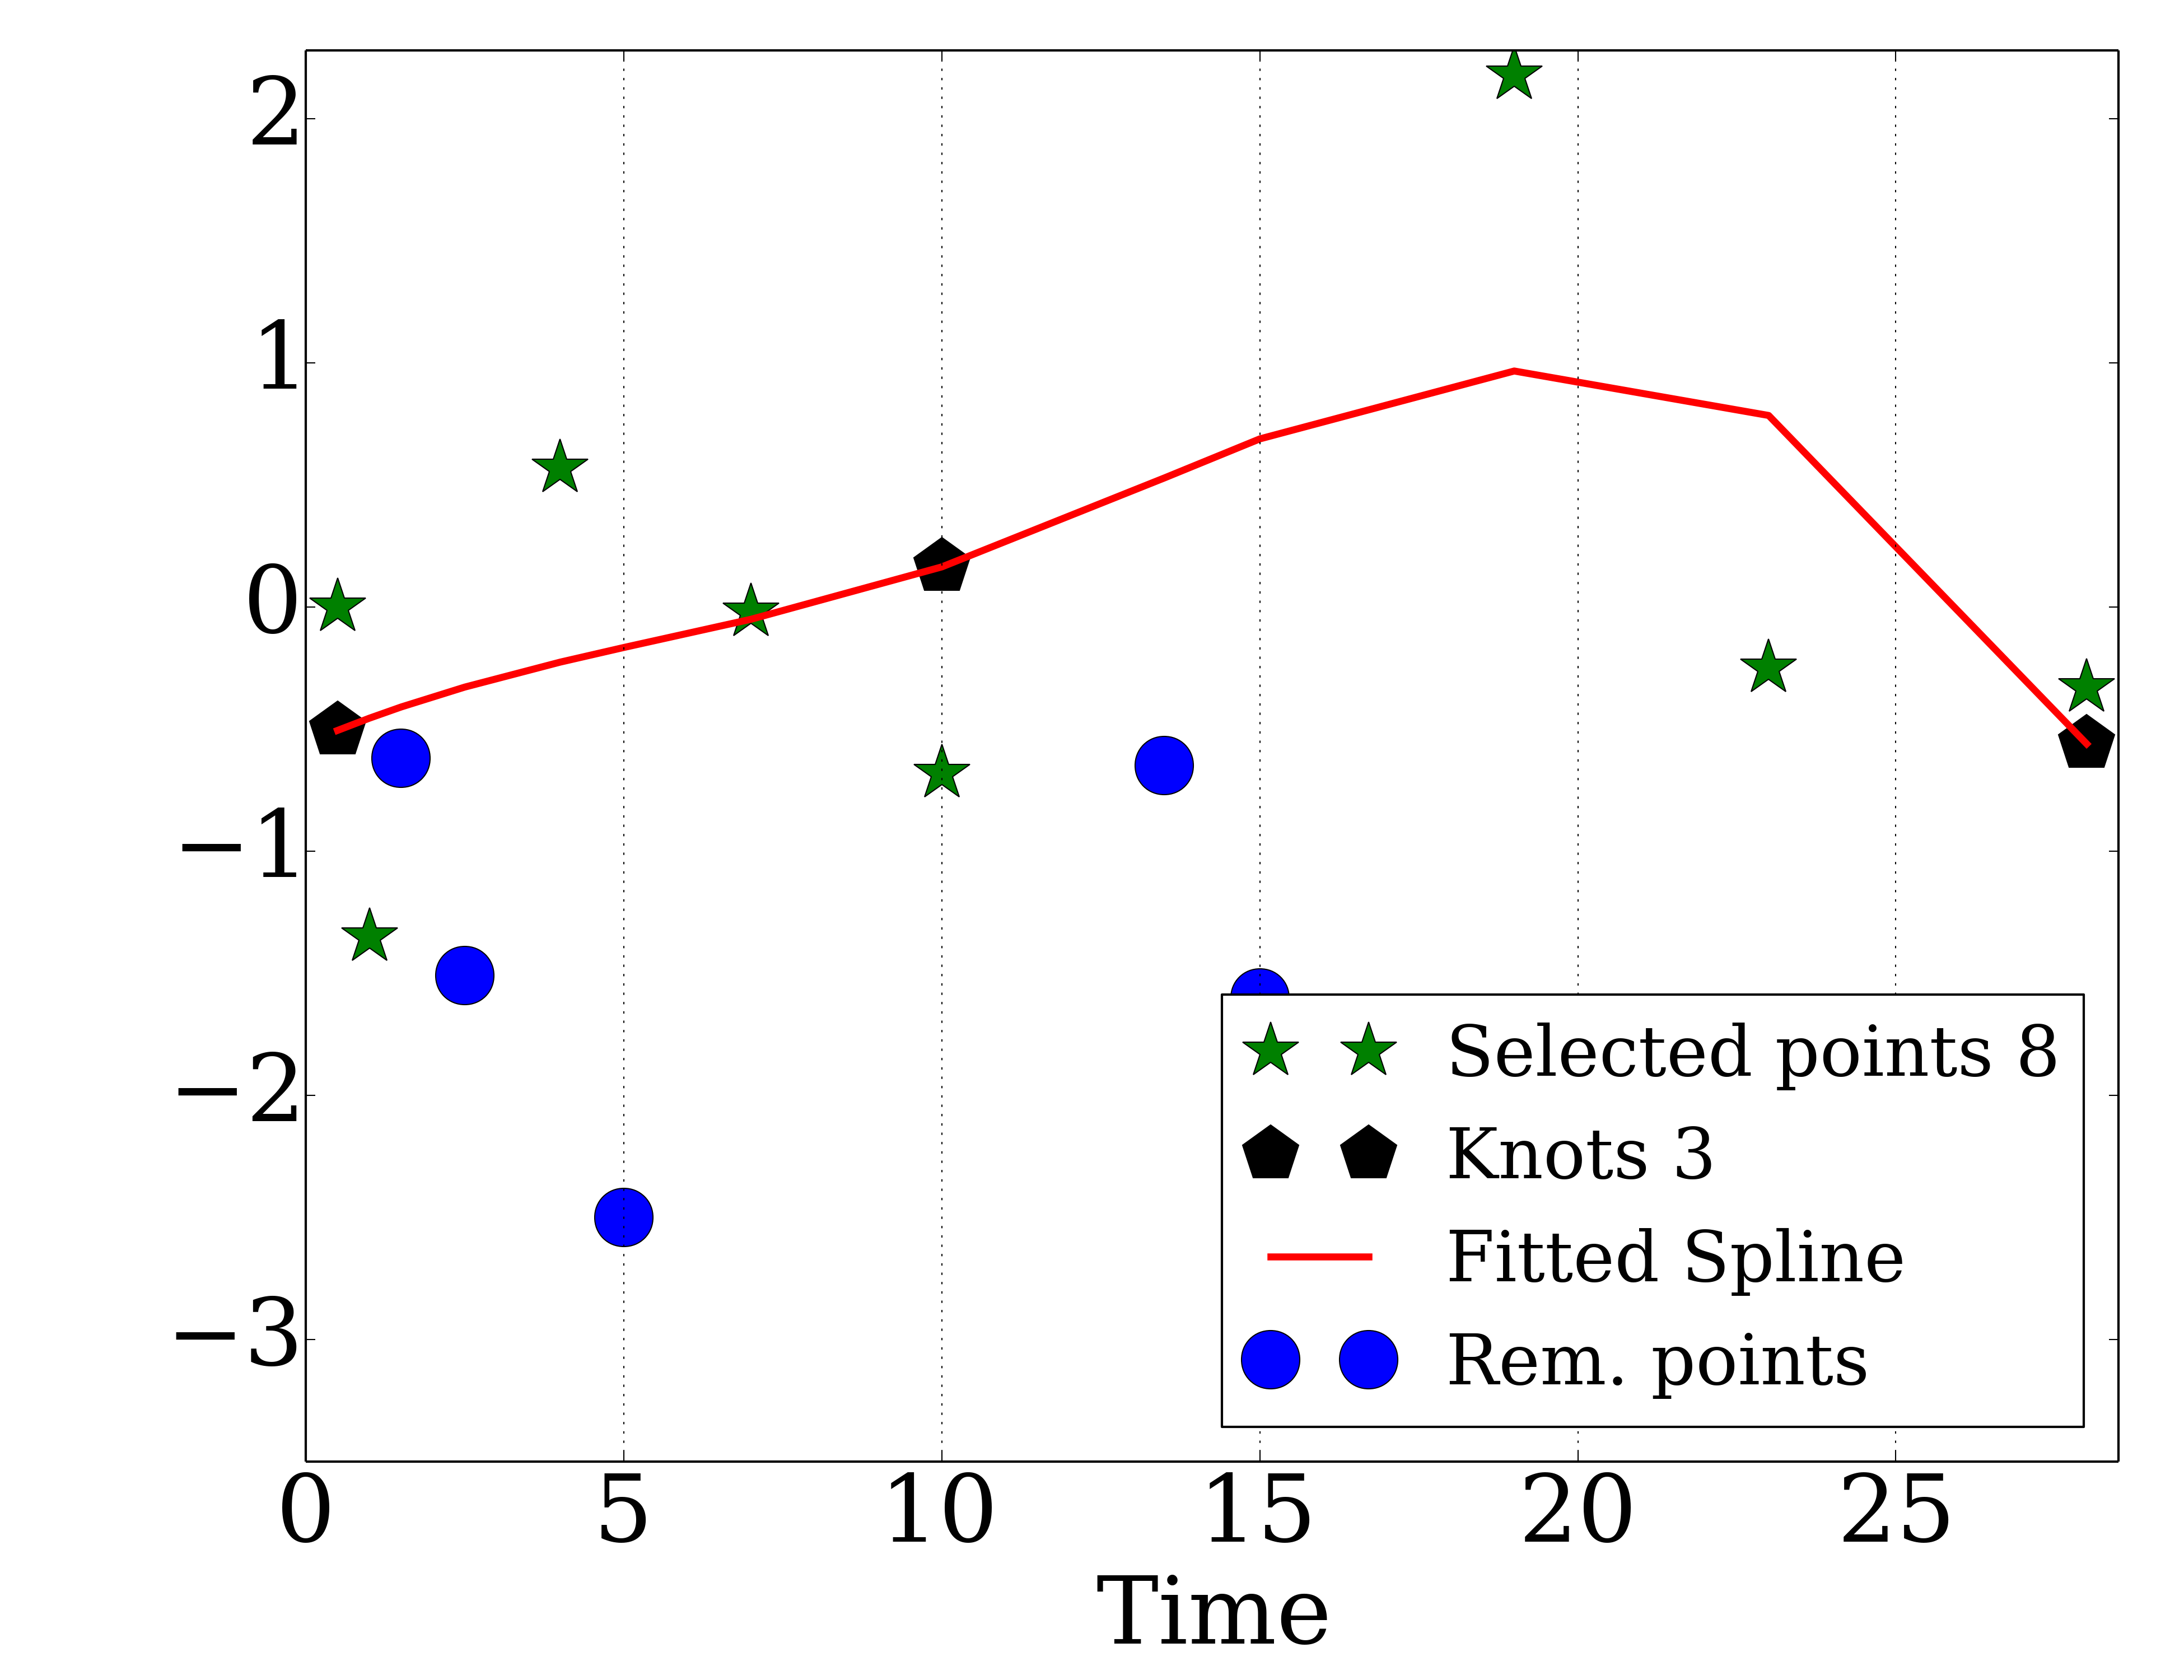 2
1
0
−1
−2
−3
Selected points 8
Knots 3
Fitted Spline
Rem. points
0 5 10 15 20 25
Time